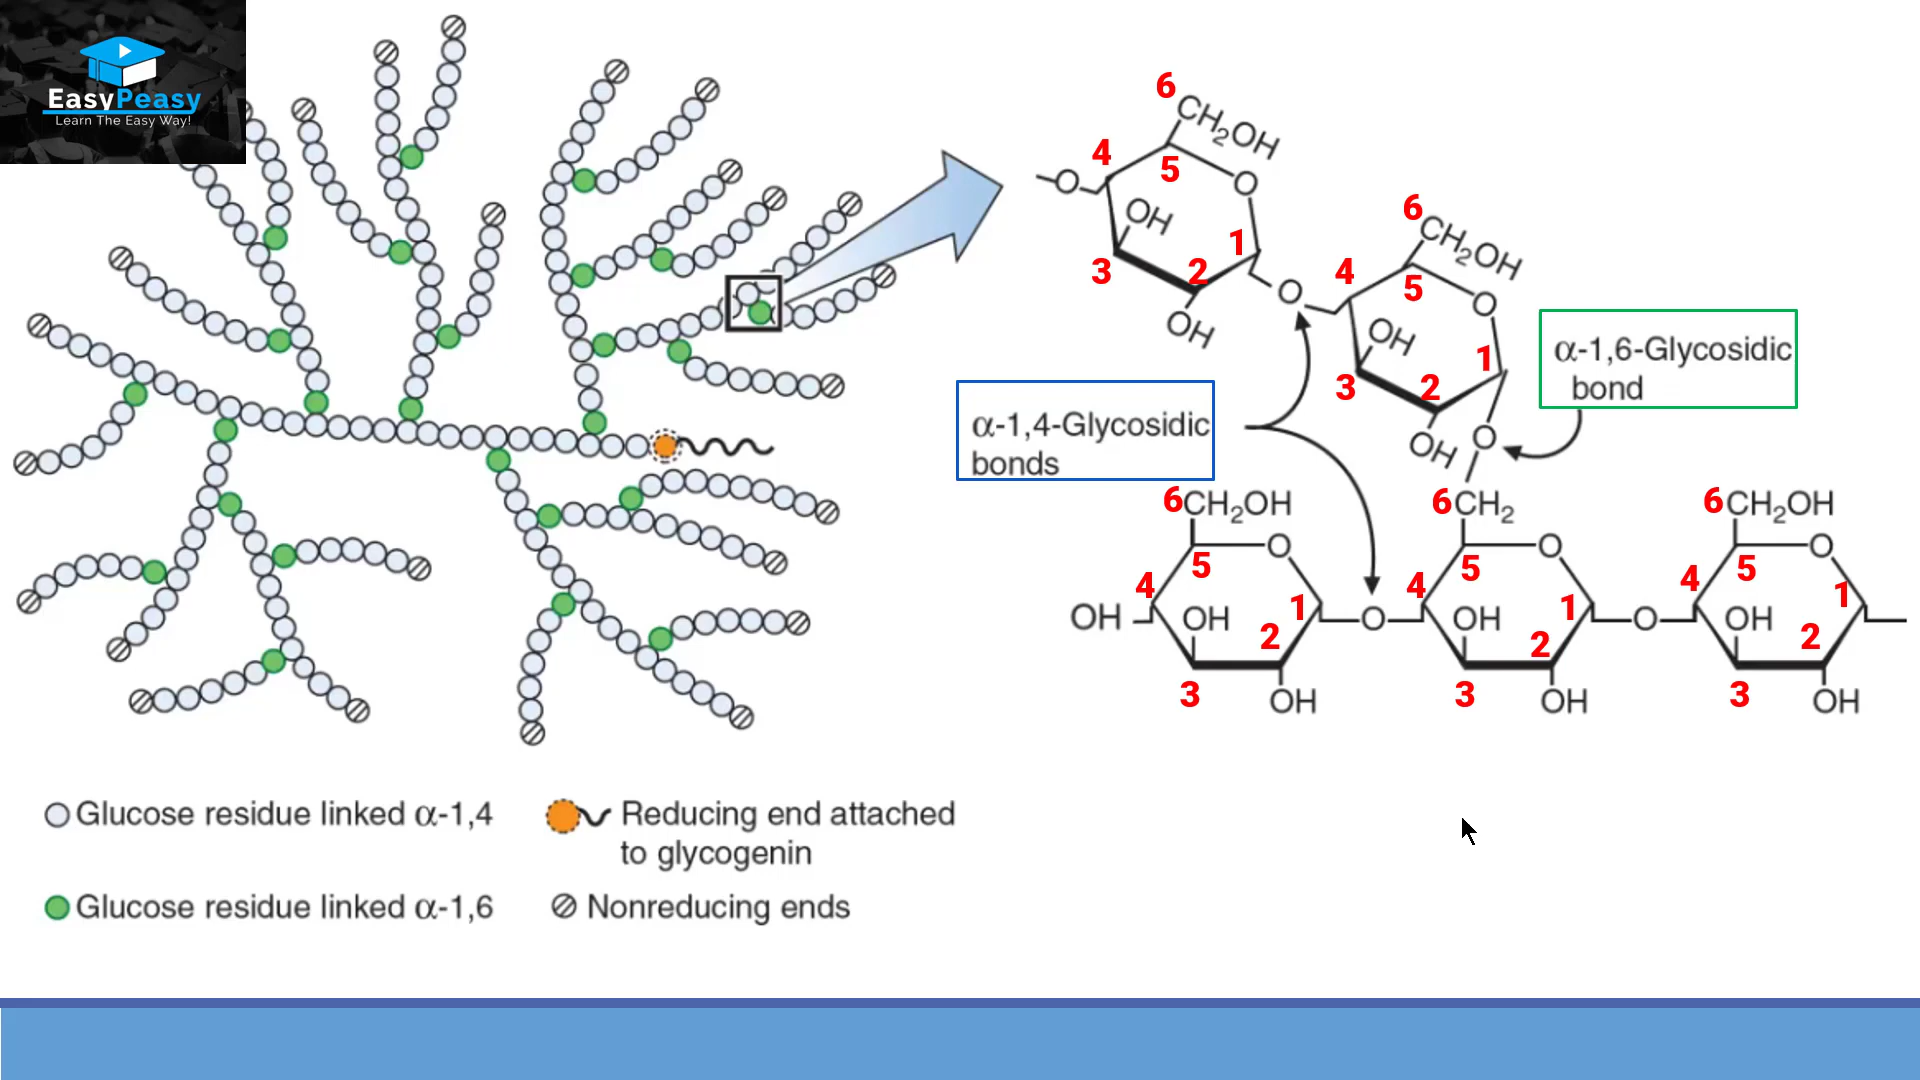 EasyPeasy
Learn The Easy Way!
6
CH2OH
4
5
O
O
OH
1
3
2
OH
O
6
CH2OH
4
5
O
OH
1
3
2
OH
O
α-1,6-Glycosidic
bond
α-1,4-Glycosidic
bonds
6CH2OH
6CH2
6CH2OH
5
O
5
O
5
O
4
1
4
1
4
1
OH
OH
O
OH
O
OH
2
2
2
3
OH
3
OH
3
OH
Glucose residue linked α-1,4
Reducing end attached
to glycogenin
Glucose residue linked α-1,6
Nonreducing ends